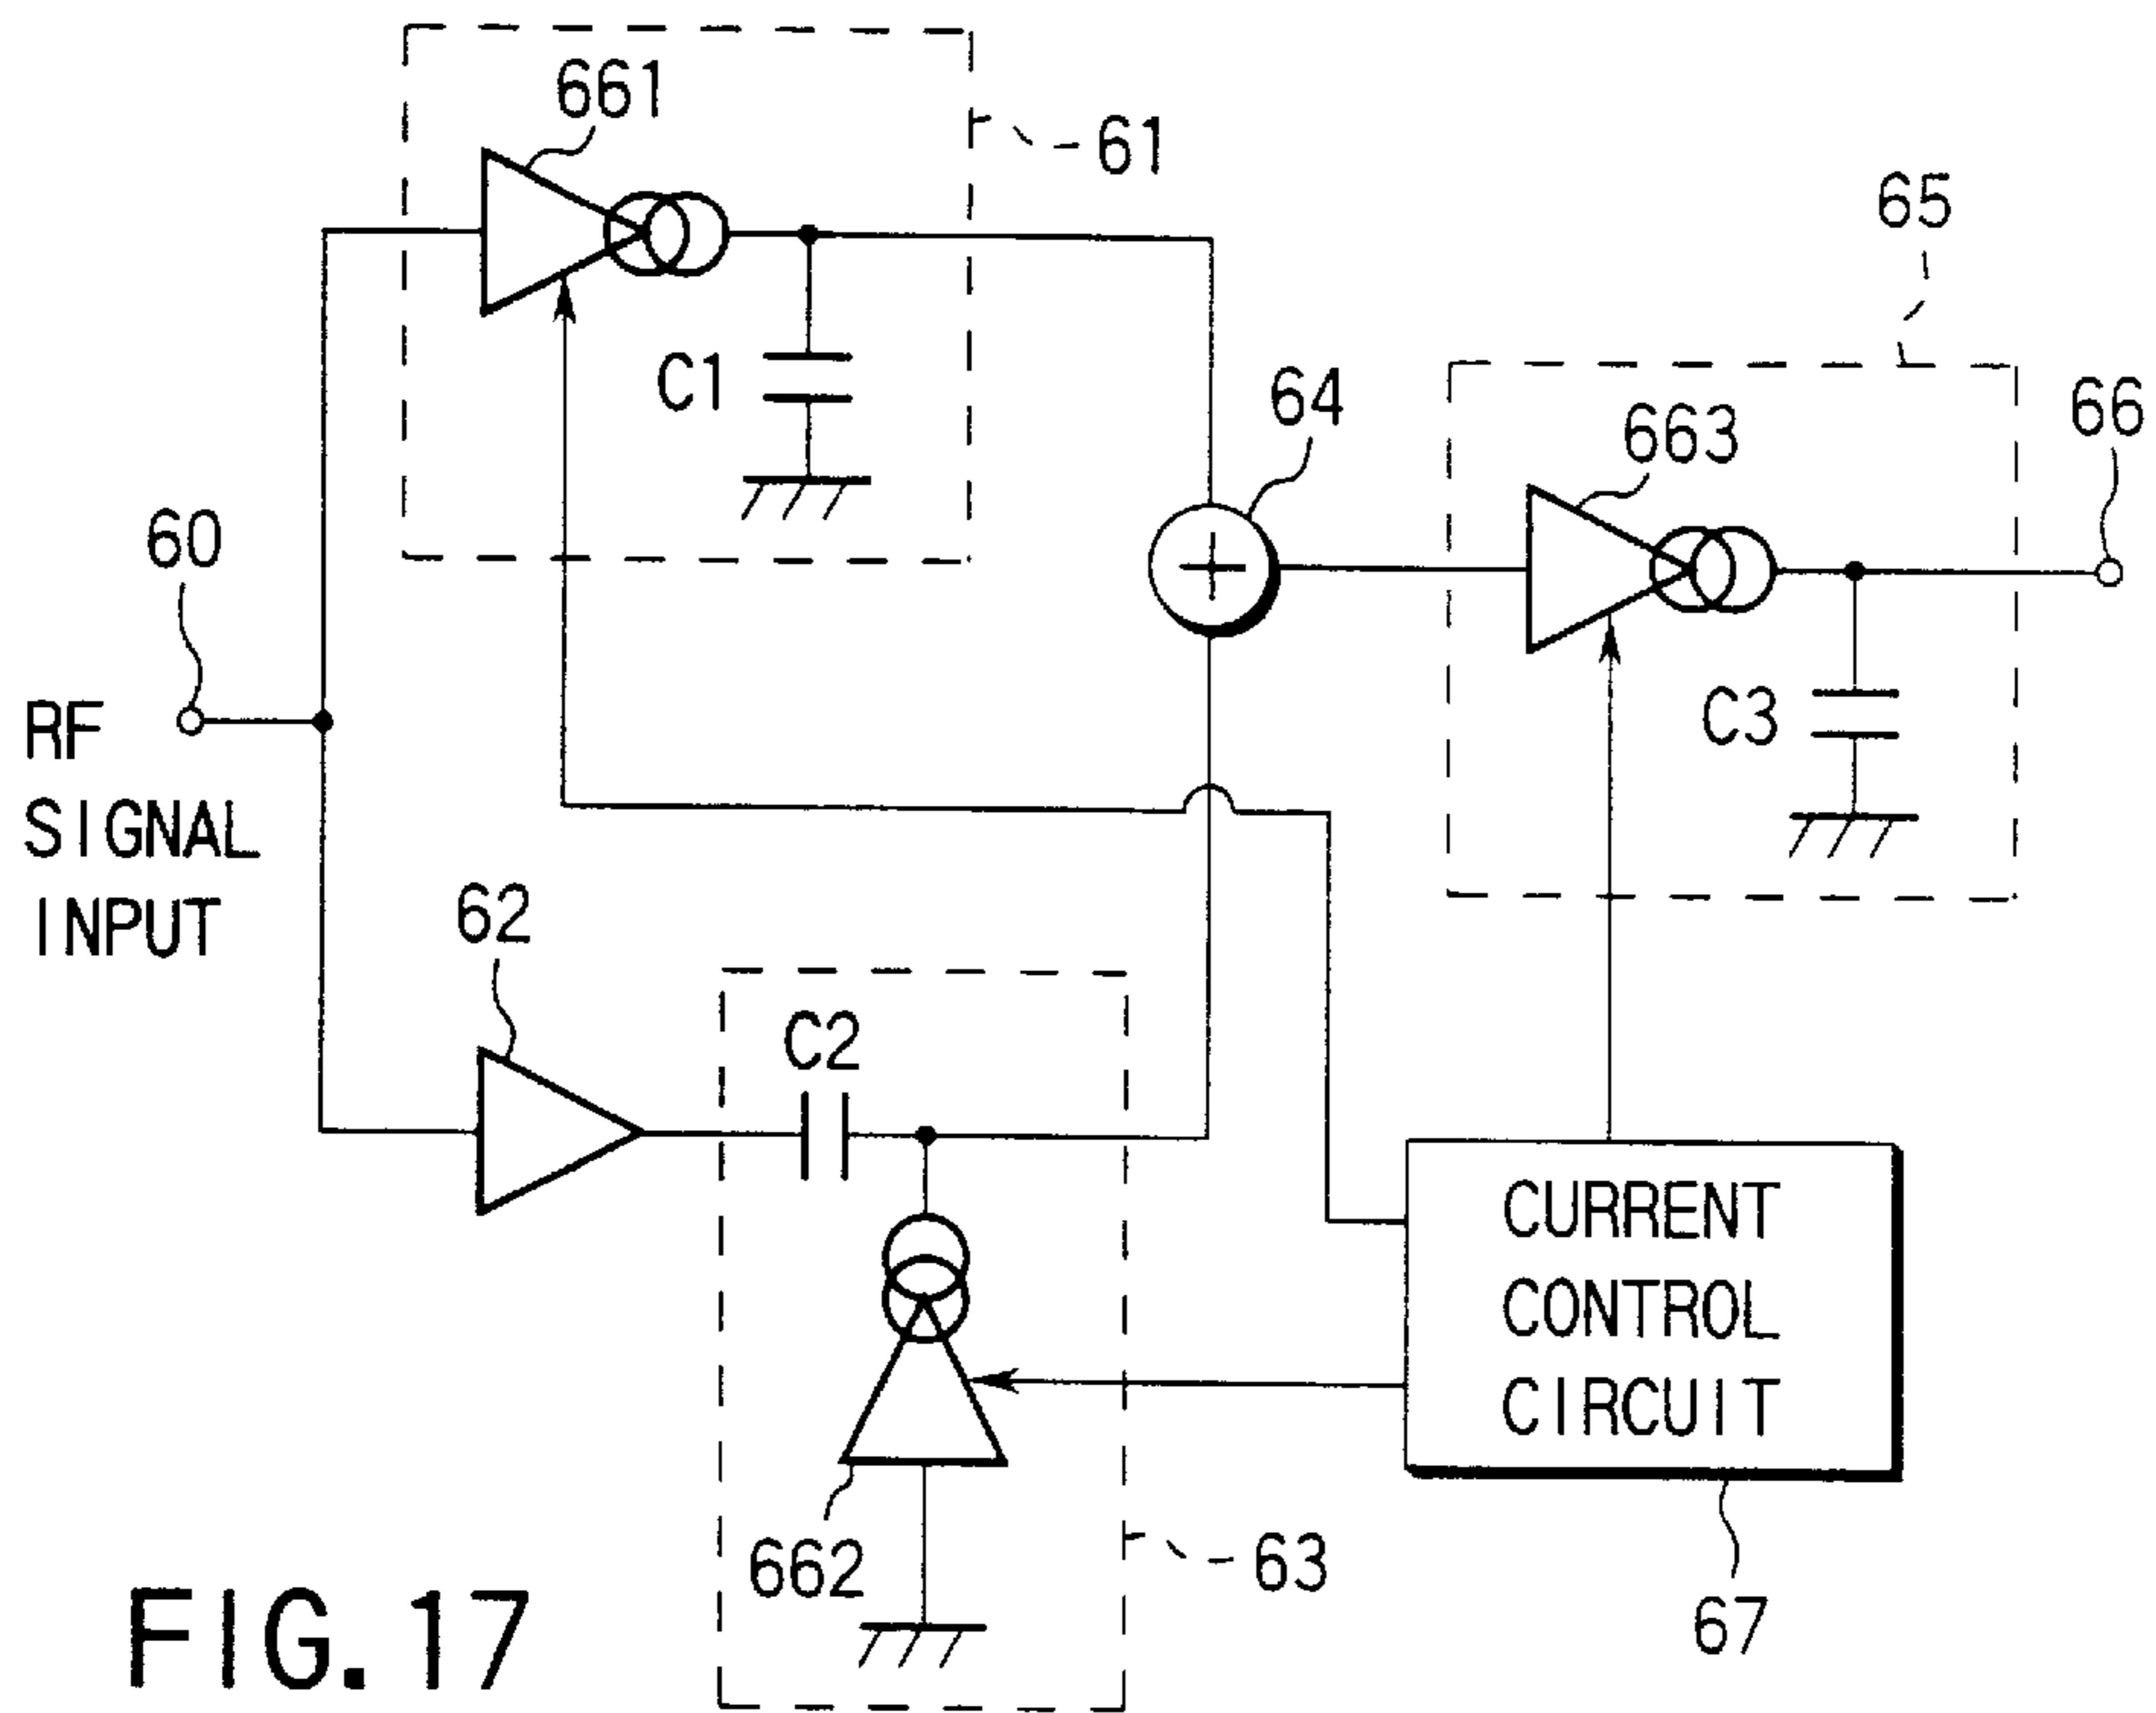 661
61
65
C1
64
663
66
60
C3
RF
SIGNAL
INPUT
62
C2
CURRENT
CONTROL
CIRCUIT
662
63
67
FIG.17